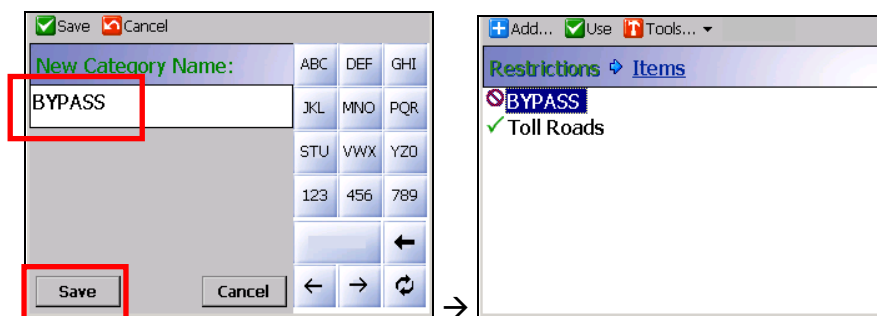 Save Cancel
New Category Name:
BYPASS
ABC DEF GHI
JKL MNO PQR
STU VWX YZ0
123 456 789
Save Cancel
Add... Use Tools...
Restrictions Items
BYPASS
Toll Roads